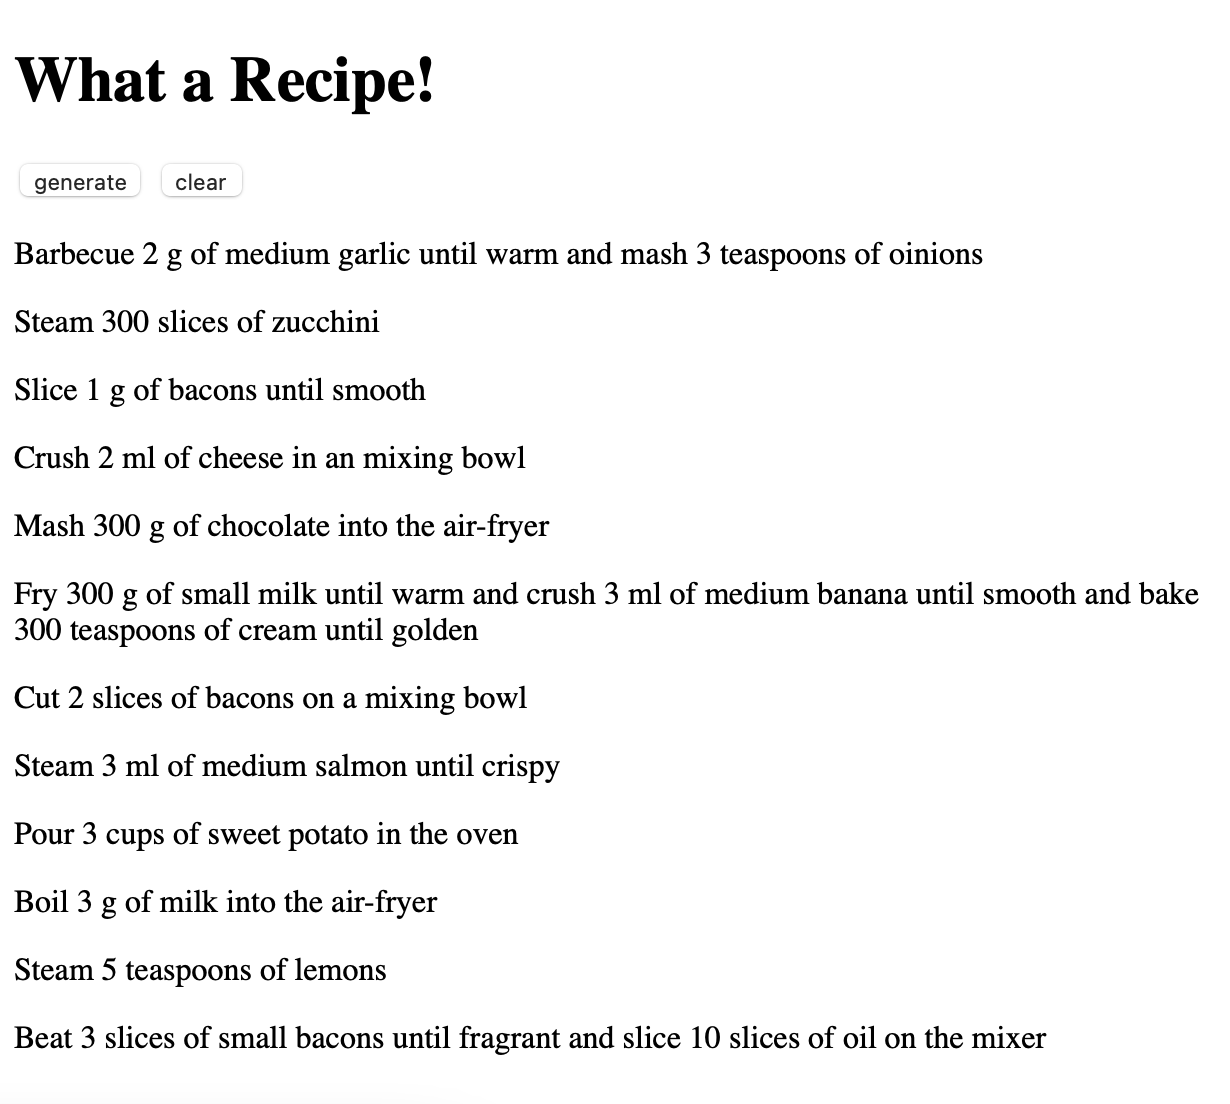 What a Recipe!
generate clear
Barbecue 2 g of medium garlic until warm and mash 3 teaspoons of oinions
Steam 300 slices of zucchini
Slice 1 g of bacons until smooth
Crush 2 ml of cheese in an mixing bowl
Mash 300 g of chocolate into the air-fryer
Fry 300 g of small milk until warm and crush 3 ml of medium banana until smooth and bake
300 teaspoons of cream until golden
Cut 2 slices of bacons on a mixing bowl
Steam 3 ml of medium salmon until crispy
Pour 3 cups of sweet potato in the oven
Boil 3 g of milk into the air-fryer
Steam 5 teaspoons of lemons
Beat 3 slices of small bacons until fragrant and slice 10 slices of oil on the mixer